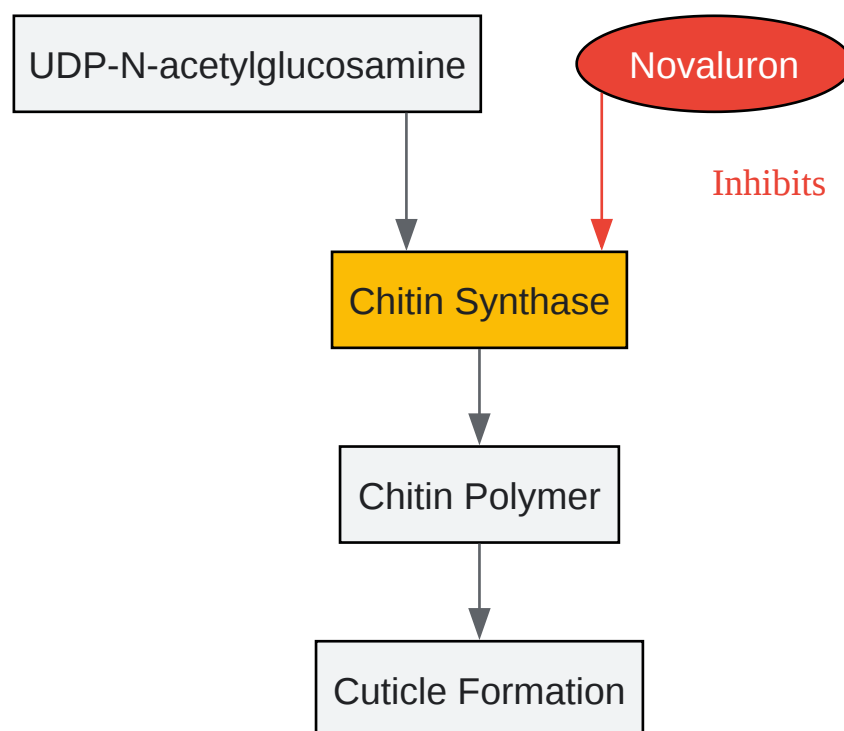 UDP-N-acetylglucosamine
Novaluron
Inhibits
Chitin Synthase
Chitin Polymer
Cuticle Formation